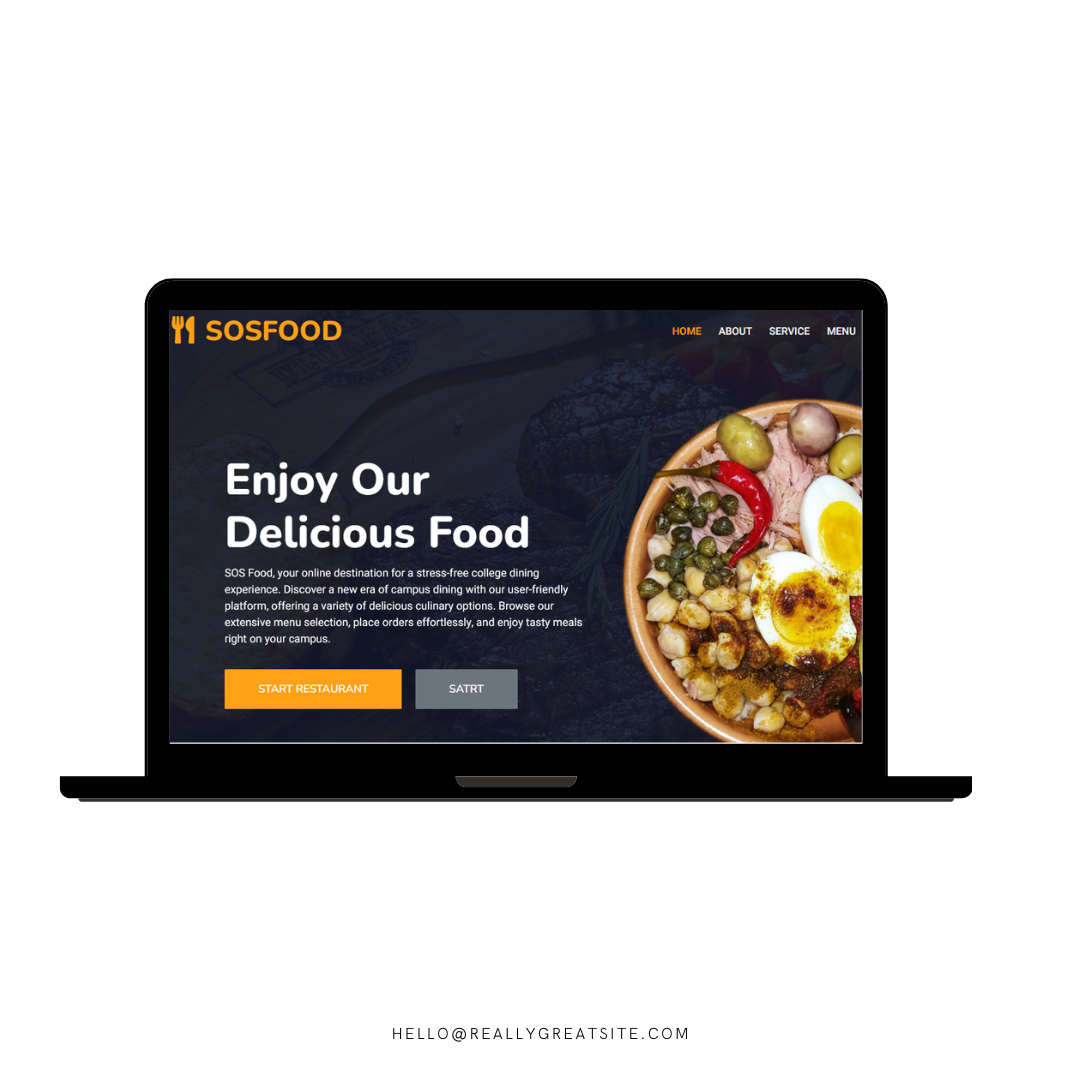 SOSFOOD
HOME ABOUT SERVICE MENU
Enjoy Our
Delicious Food
SOS Food, your online destination for a stress-free college dining
experience. Discover a new era of campus dining with our user-friendly
platform, offering a variety of delicious culinary options. Browse our
extensive menu selection, place orders effortlessly, and enjoy tasty meals
right on your campus.
START RESTAURANT SATRT
HELLO@REALLYGREATSITE.COM